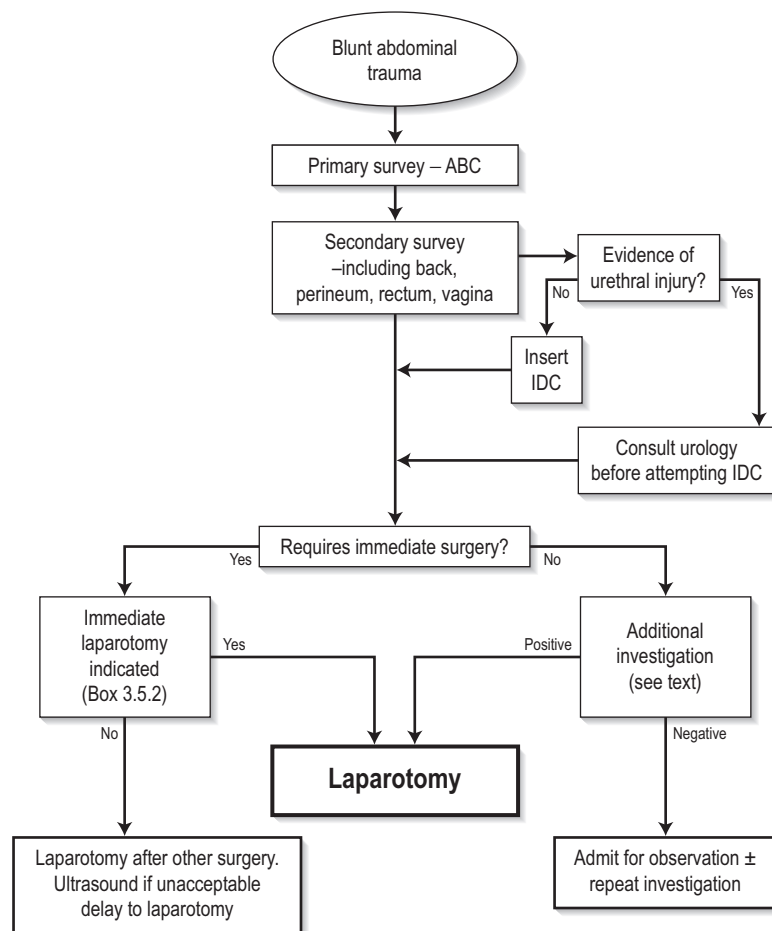 Blunt abdominal
trauma
Primary survey – ABC
Secondary survey
–including back,
perineum, rectum, vagina
Evidence of
urethral injury?
No
Yes
Insert
IDC
Consult urology
before attempting IDC
Requires immediate surgery?
Yes
No
Immediate
laparotomy
indicated
(Box 3.5.2)
Yes
Positive
Additional
investigation
(see text)
No
Negative
Laparotomy
Laparotomy after other surgery.
Ultrasound if unacceptable
delay to laparotomy
Admit for observation ±
repeat investigation